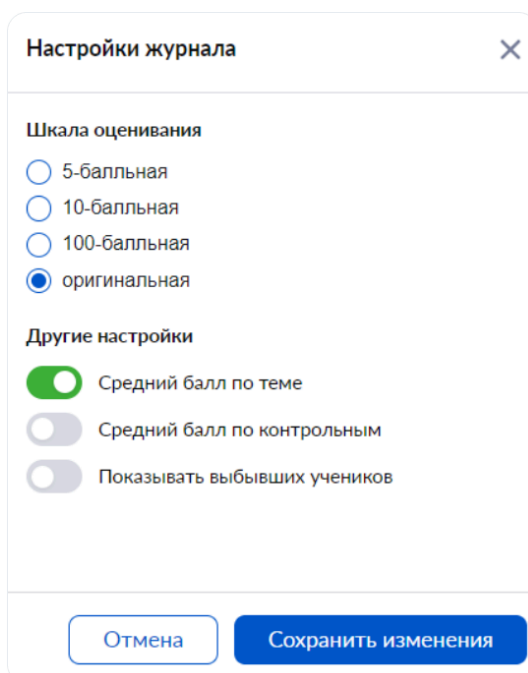 Настройки журнала
Шкала оценивания
5-балльная
10-балльная
100-балльная
оригинальная
Другие настройки
Средний балл по теме
Средний балл по контрольным
Показывать выбывших учеников
Отмена
Сохранить изменения